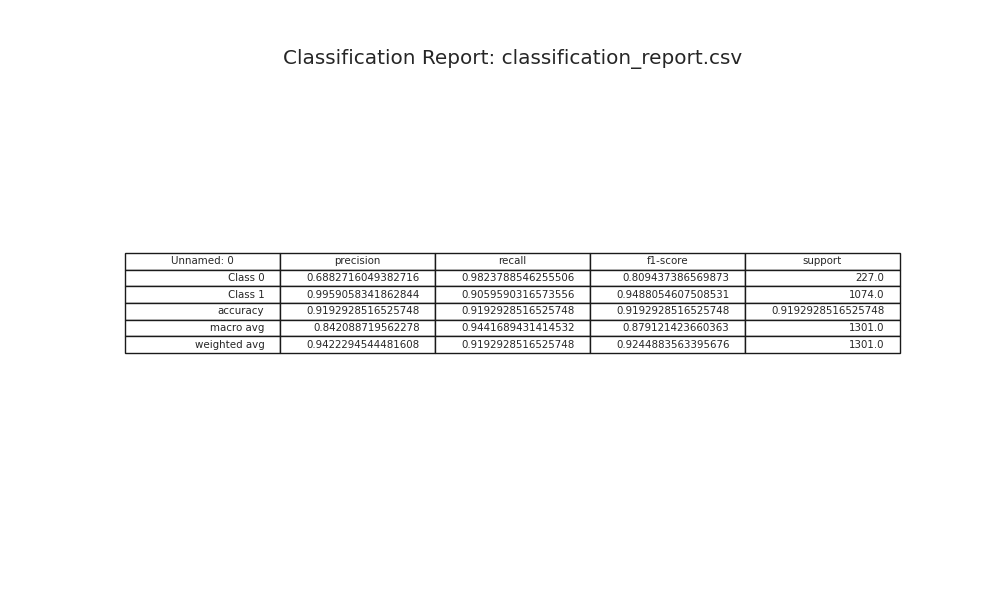 Classification Report: classification_report.csv
Unnamed: 0 precision recall f1-score support
Class 0 0.6882716049382716 0.9823788546255506 0.809437386569873 227.0
Class 1 0.9959058341862844 0.9059590316573556 0.9488054607508531 1074.0
accuracy 0.9192928516525748 0.9192928516525748 0.9192928516525748 0.9192928516525748
macro avg 0.842088719562278 0.9441689431414532 0.879121423660363 1301.0
weighted avg 0.9422294544481608 0.9192928516525748 0.9244883563395676 1301.0